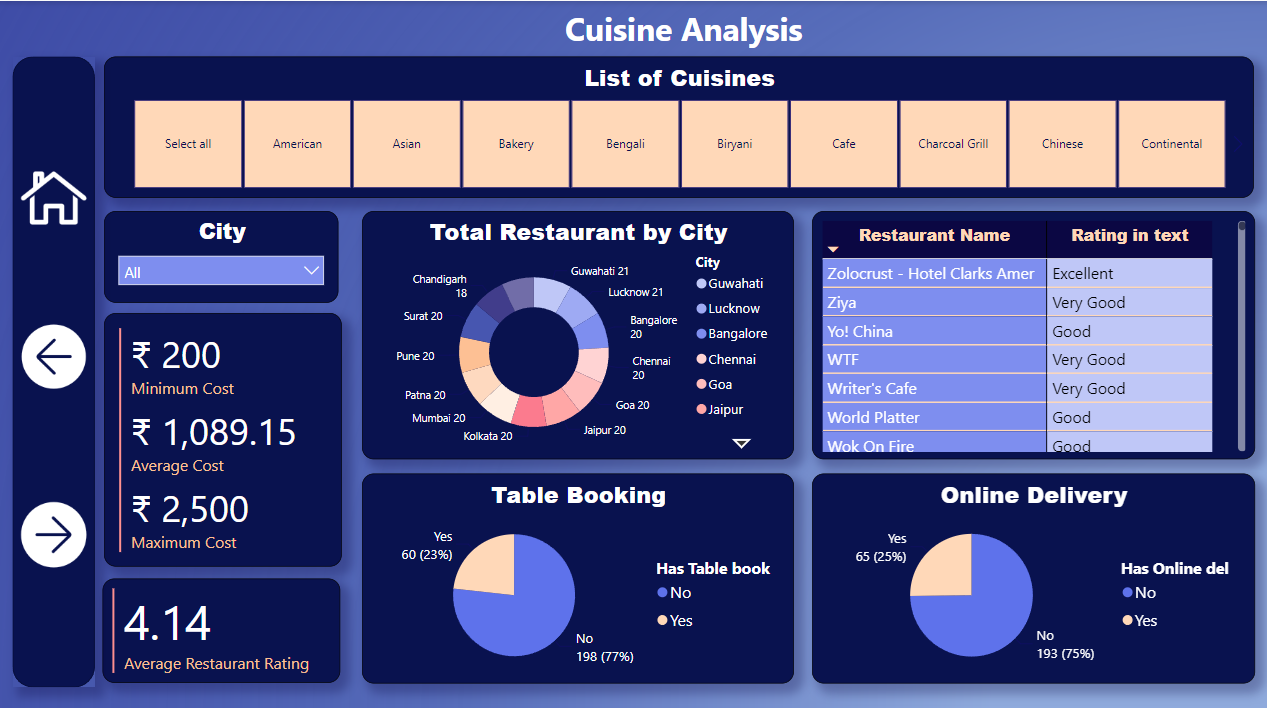 Cuisine Analysis
List of Cuisines
Select all
American
Asian
Bakery
Bengali
Biryani
Cafe
Charcoal Grill
Chinese
Continental
City
All
₹ 200
Minimum Cost
₹ 1,089.15
Average Cost
₹ 2,500
Maximum Cost
4.14
Average Restaurant Rating
Total Restaurant by City
Guwahati 21
Lucknow 21
Bangalore
20
Chennai
20
Goa 20
Jaipur 20
Kolkata 20
Mumbai 20
Patna 20
Pune 20
Surat 20
Chandigarh
18
City
Guwahati
Lucknow
Bangalore
Chennai
Goa
Jaipur
Restaurant Name Rating in text
Zolocrust - Hotel Clarks Amer Excellent
Ziya Very Good
Yo! China Good
WTF Very Good
Writer's Cafe Very Good
World Platter Good
Wok On Fire Good
Table Booking
Yes
60 (23%)
No
198 (77%)
Has Table book
No
Yes
Online Delivery
Yes
65 (25%)
No
193 (75%)
Has Online del
No
Yes